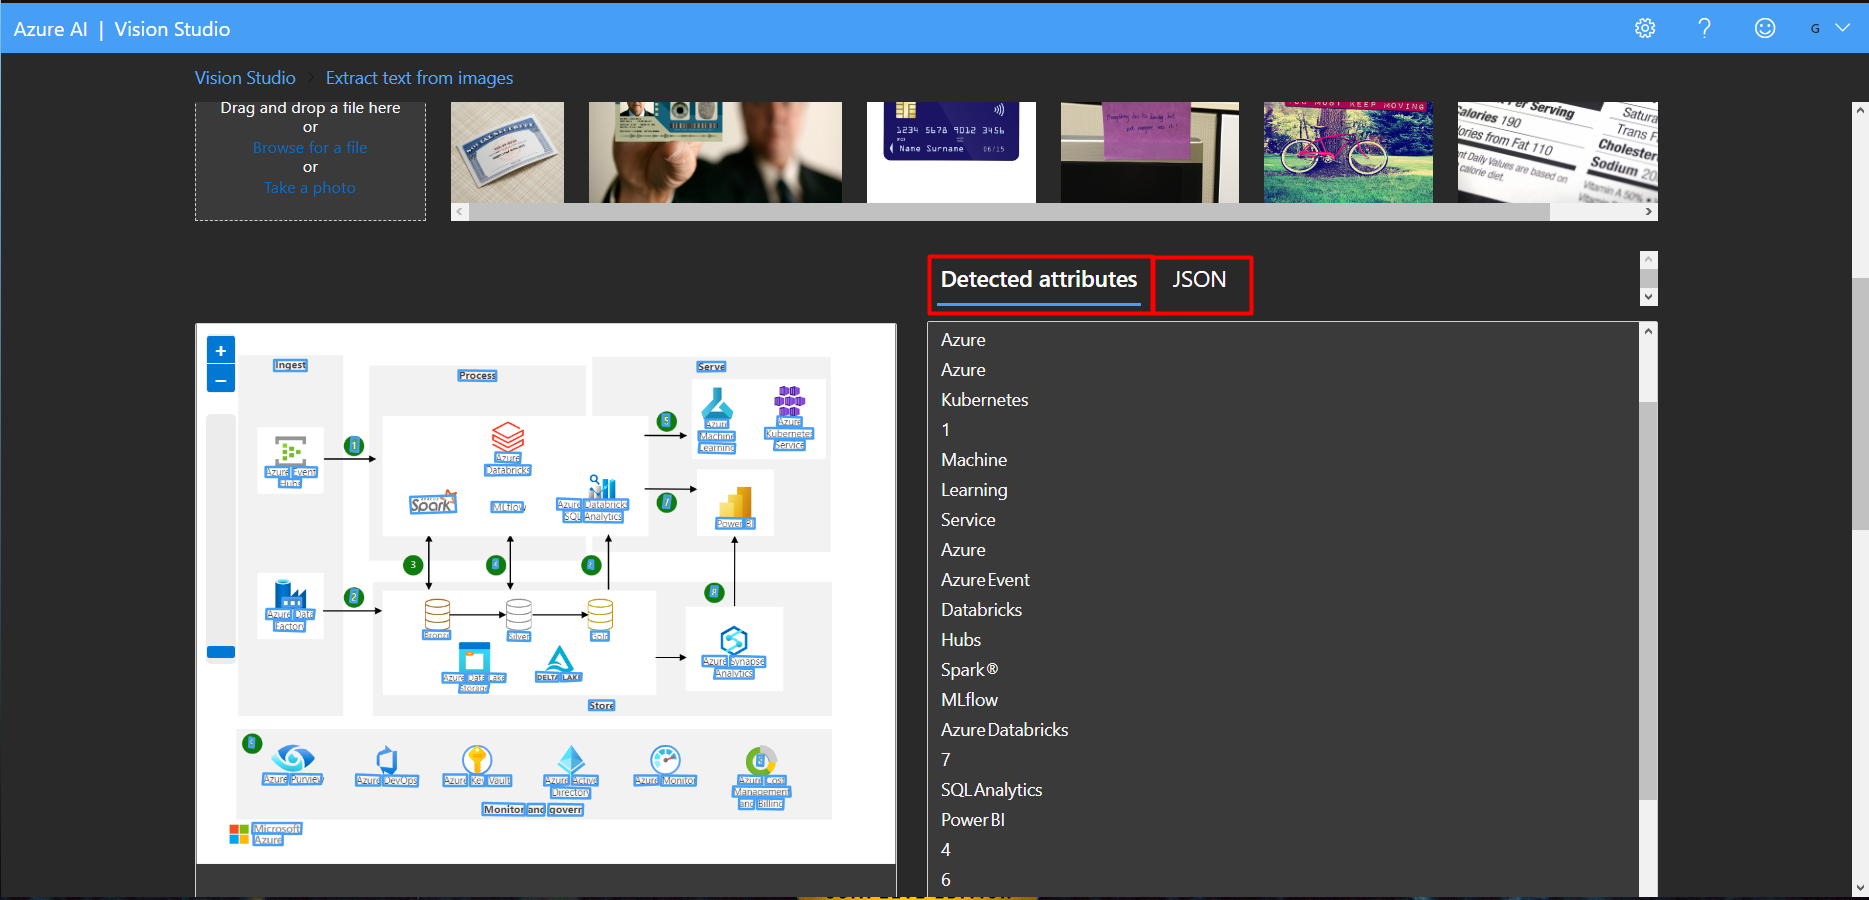 Azure AI | Vision Studio
G
Vision Studio > Extract text from images
Drag and drop a file here
or
Browse for a file
or
Take a photo
1234 5678 9012 3456
Name Surname 06/15
YOU MUST KEEP MOVING
Per Serving
Calories 190
ories from Fat 110
nt Daily Values are based on
calorie diet.
Satura
Trans F
Cholester
Sodium 20
Vitamin A 50%
Detected attributes
JSON
Ingest
Process
Serve
Azure Event
Hubs
1
Azure
Databricks
Spark
MLflow
Azure Databricks
SQL Analytics
5
Azure
Machine
Learning
Azure
Kubernetes
Service
7
Power BI
3
Azure Data
Factory
2
8
Bronze
Silver
Gold
Azure Data Lake
Storage
DELTA LAKE
Azure Synapse
Analytics
Store
Azure Purview
Azure DevOps
Azure Key Vault
Azure Active
Directory
Azure Monitor
Azure Cost
Management
and Billing
Monitor and govern
Microsoft
Azure
Azure
Azure
Kubernetes
1
Machine
Learning
Service
Azure
Azure Event
Databricks
Hubs
Spark®
MLflow
Azure Databricks
7
SQL Analytics
Power BI
4
6